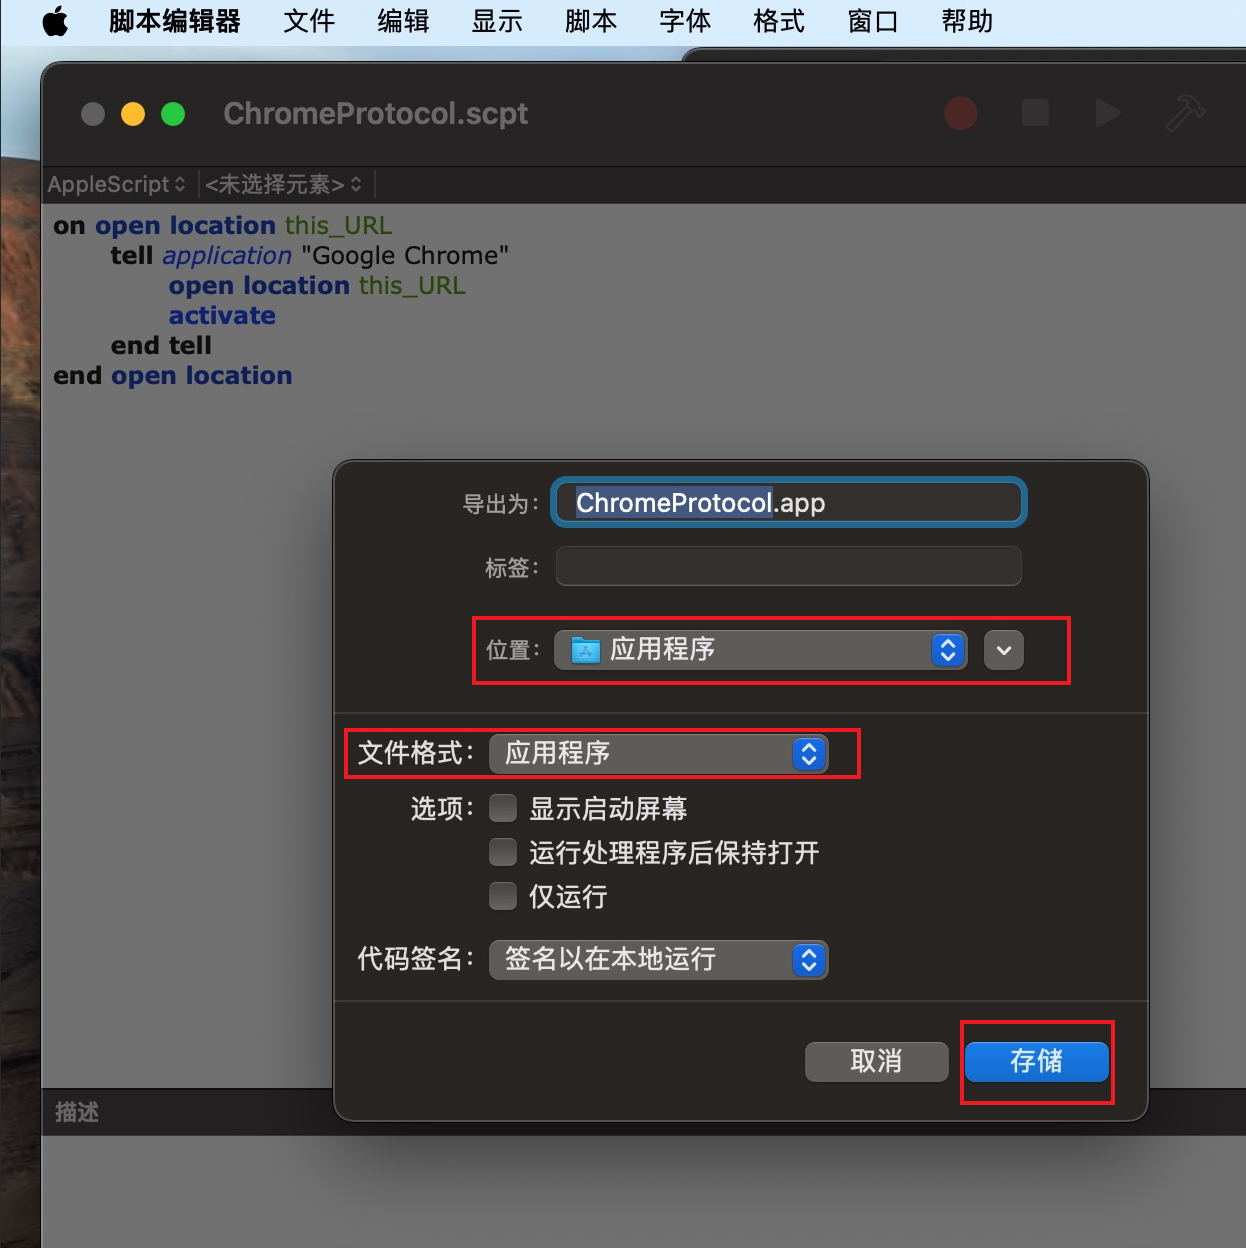 脚本编辑器 文件 编辑 显示 脚本 字体 格式 窗口 帮助
ChromeProtocol.scpt
AppleScript <未选择元素>
on open location this_URL
tell application "Google Chrome"
open location this_URL
activate
end tell
end open location
导出为： ChromeProtocol.app
标签：
位置： 应用程序
文件格式： 应用程序
选项： 显示启动屏幕
运行处理程序后保持打开
仅运行
代码签名： 签名以在本地运行
取消 存储
描述